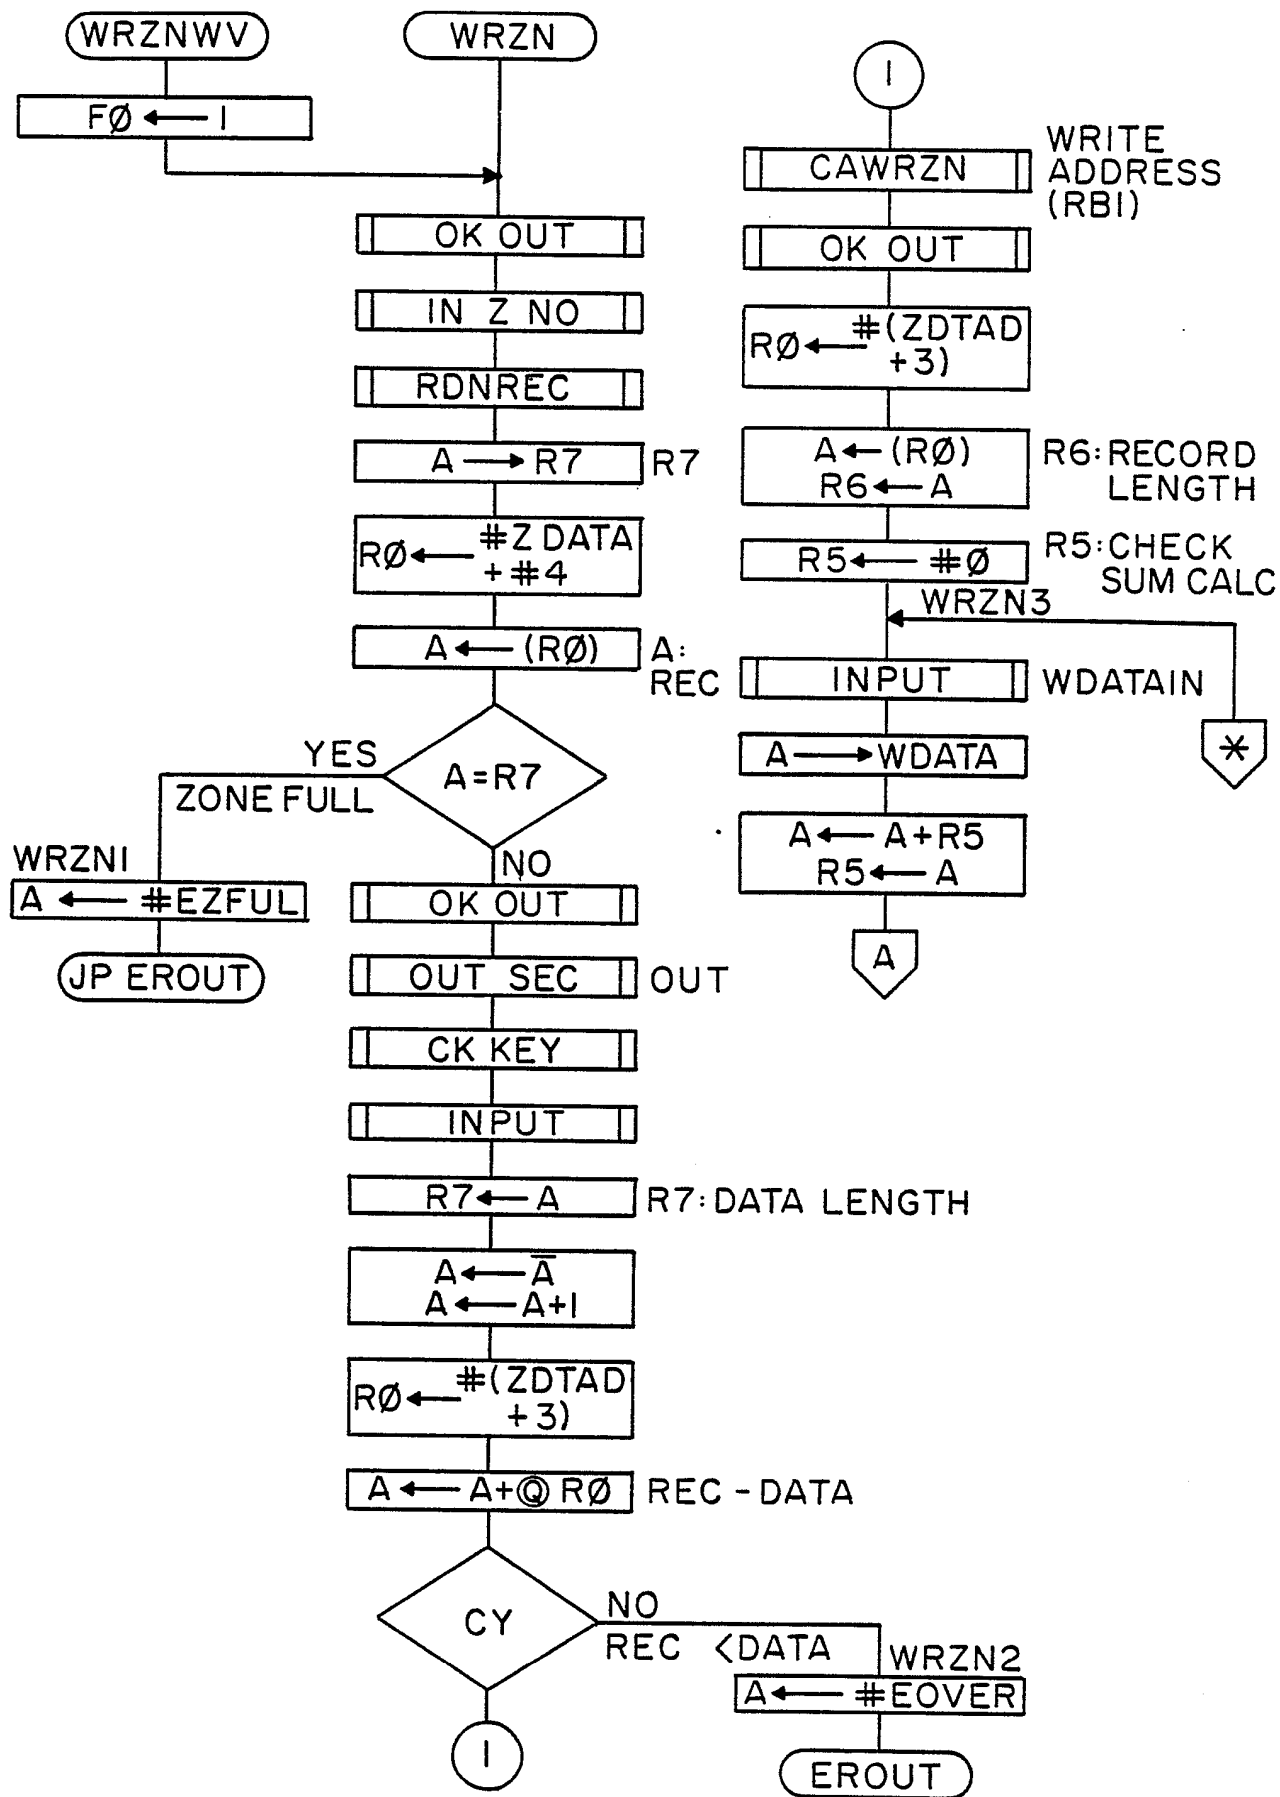 WRZNWV
FØ ← 1
WRZN
OK OUT
IN Z NO
RDNREC
A → R7 R7
RØ ← #Z DATA
+ #4
A ← (RØ) A:
REC
A=R7
YES
ZONE FULL
WRZN1
A ← #EZFUL
JP EROUT
NO
OK OUT
OUT SEC OUT
CK KEY
INPUT
R7 ← A R7:DATA LENGTH
A ← A̅
A ← A+1
RØ ← #(ZDTAD
+3)
A ← A+Ⓠ RØ REC - DATA
CY
NO
REC <DATA
WRZN2
A ← #EOVER
EROUT
1
1
CAWRZN
WRITE
ADDRESS
(RB1)
OK OUT
RØ ← #(ZDTAD
+3)
A ← (RØ)
R6 ← A
R6:RECORD
LENGTH
R5 ← #Ø
R5:CHECK
SUM CALC
WRZN3
INPUT WDATAIN
*
A → WDATA
A ← A+R5
R5 ← A
A